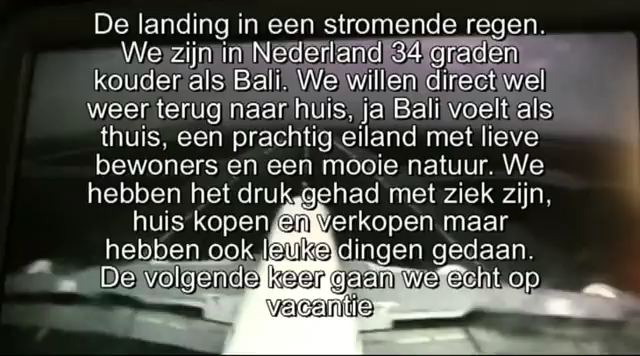 De landing in een stromende regen.
We zijn in Nederland 34 graden
kouder als Bali. We willen direct wel
weer terug naar huis, ja Bali voelt als
thuis, een prachtig eiland met lieve
bewoners en een mooie natuur. We
hebben het druk gehad met ziek zijn,
huis kopen en verkopen maar
hebben ook leuke dingen gedaan.
De volgende keer gaan we echt op
vacantie